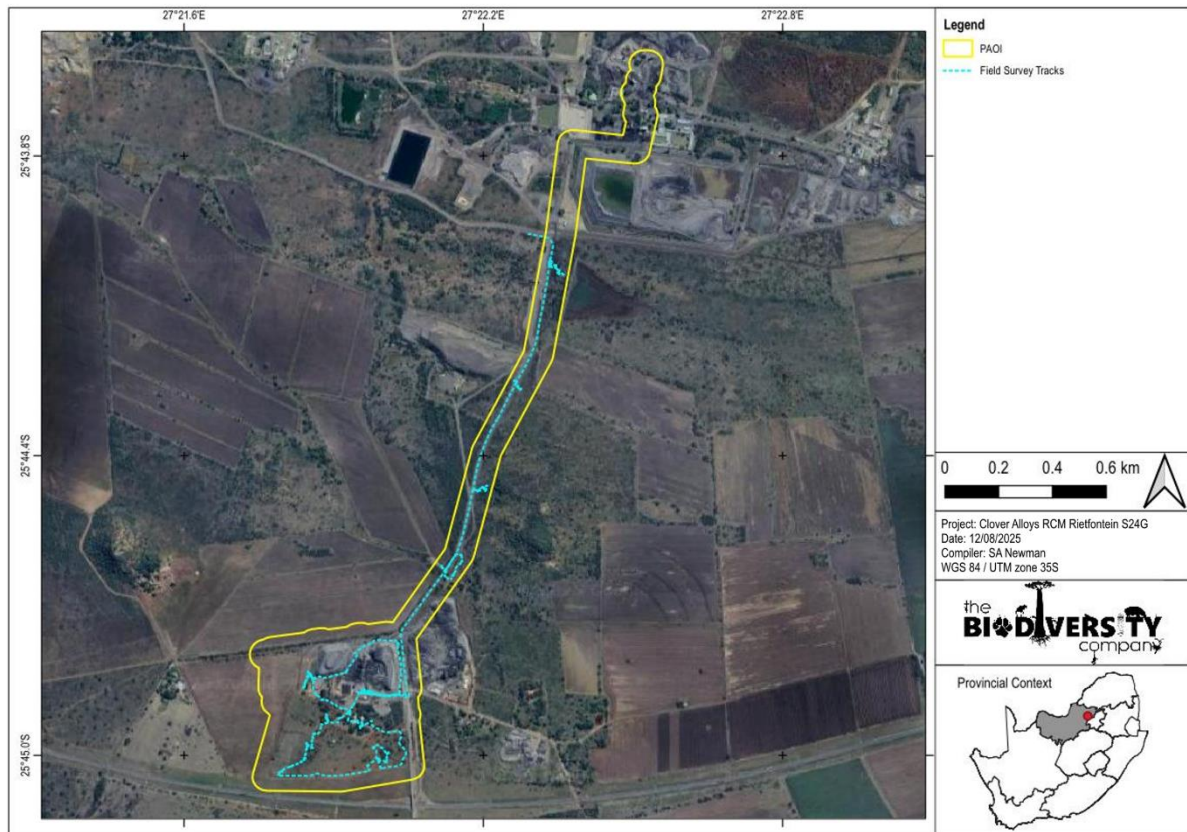 27°21.6'E
27°22.2'E
27°22.8'E
25°43.8'S
25°44.4'S
25°45.0'S
Legend
PAOI
Field Survey Tracks
0 0.2 0.4 0.6 km
Project: Clover Alloys RCM Rietfontein S24G
Date: 12/08/2025
Compiler: SA Newman
WGS 84 / UTM zone 35S
the
BIODIVERSITY
company
Provincial Context